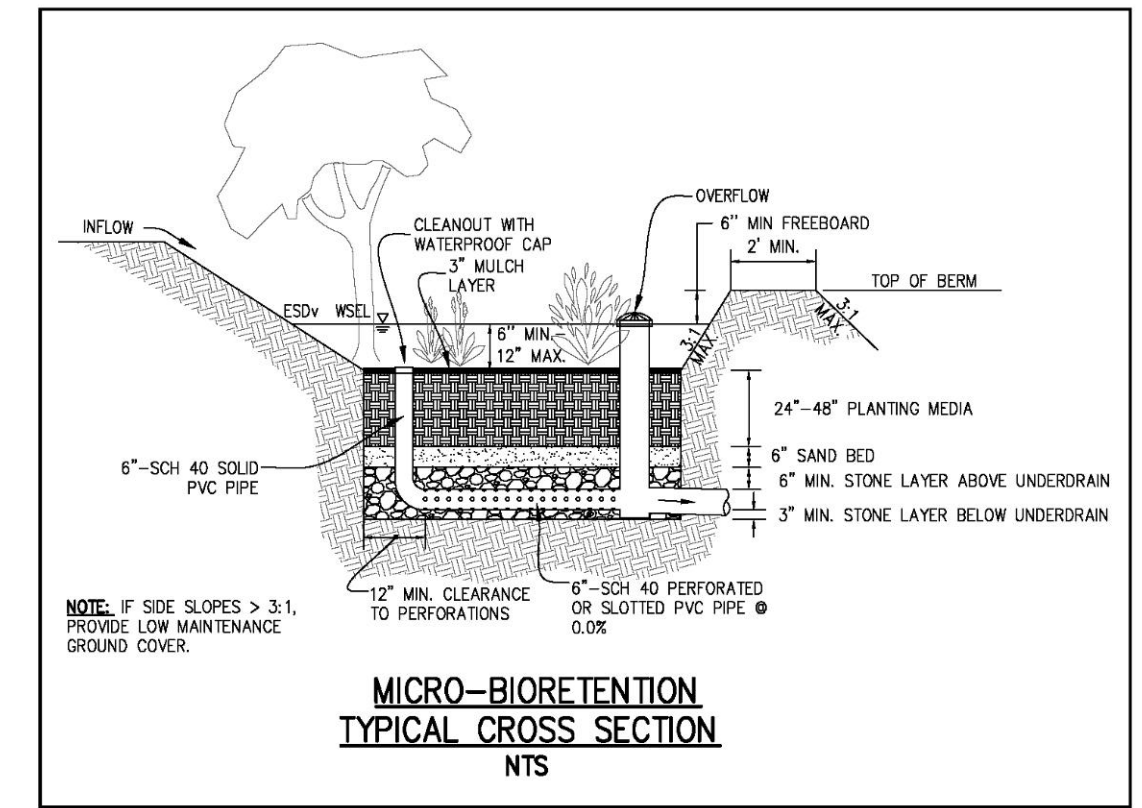 OVERFLOW
INFLOW
CLEANOUT WITH
WATERPROOF CAP
6" MIN FREEBOARD
2' MIN.
3" MULCH
LAYER
TOP OF BERM
ESDv WSEL
3:1
MAX.
6" MIN.
12" MAX.
3:1
MAX.
24"-48" PLANTING MEDIA
6" SAND BED
6"-SCH 40 SOLID
PVC PIPE
6" MIN. STONE LAYER ABOVE UNDERDRAIN
3" MIN. STONE LAYER BELOW UNDERDRAIN
12" MIN. CLEARANCE
TO PERFORATIONS
6"-SCH 40 PERFORATED
OR SLOTTED PVC PIPE @
0.0%
NOTE: IF SIDE SLOPES > 3:1,
PROVIDE LOW MAINTENANCE
GROUND COVER.
MICRO-BIORETENTION
TYPICAL CROSS SECTION
NTS